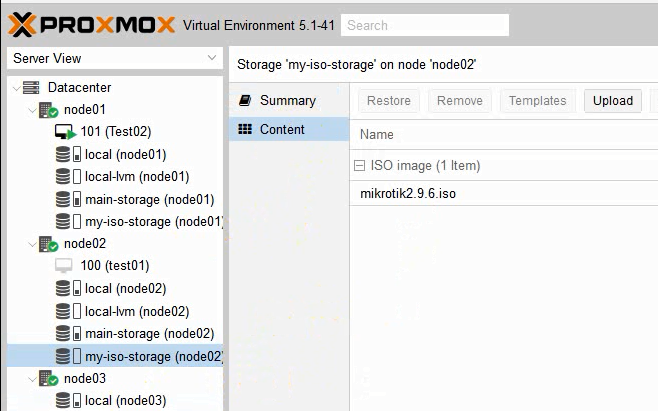 PROXMOX Virtual Environment 5.1-41 Search
Server View
Storage 'my-iso-storage' on node 'node02'
Datacenter
node01
101 (Test02)
local (node01)
local-lvm (node01)
main-storage (node01)
my-iso-storage (node01)
node02
100 (test01)
local (node02)
local-lvm (node02)
main-storage (node02)
my-iso-storage (node02)
node03
local (node03)
Summary
Content
Restore Remove Templates Upload
Name
ISO image (1 Item)
mikrotik2.9.6.iso